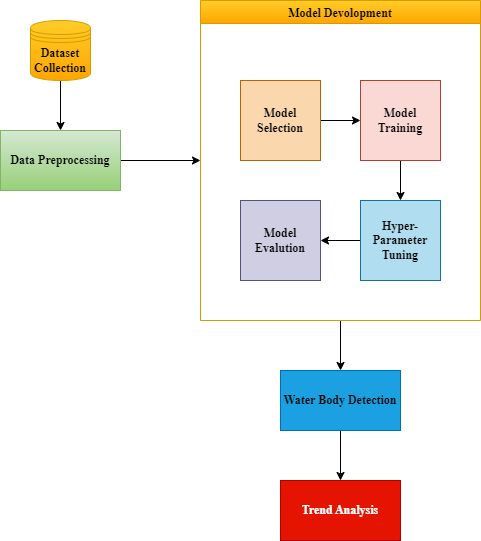 Model Devolopment
Dataset
Collection
Data Preprocessing
Model
Selection
Model
Training
Model
Evalution
Hyper-
Parameter
Tuning
Water Body Detection
Trend Analysis